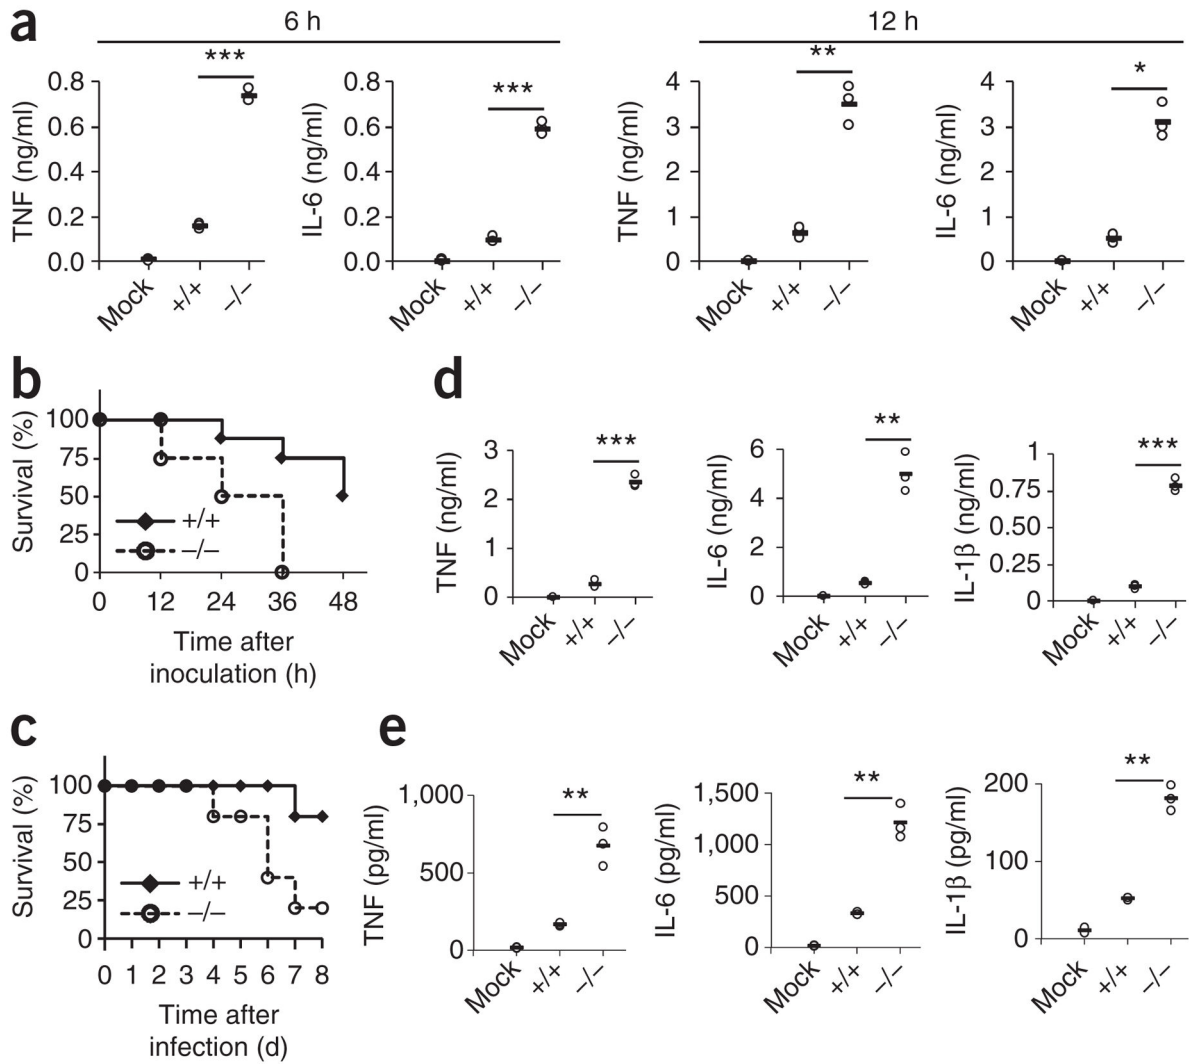 a
6 h
12 h
***
***
**
*
TNF (ng/ml)
0.8
0.6
0.4
0.2
0.0
Mock
+/+
−/−
IL-6 (ng/ml)
0.8
0.6
0.4
0.2
0.0
Mock
+/+
−/−
TNF (ng/ml)
4
3
2
1
0
Mock
+/+
−/−
IL-6 (ng/ml)
4
3
2
1
0
Mock
+/+
−/−
b
Survival (%)
100
75
50
25
0
+/+
−/−
0 12 24 36 48
Time after
inoculation (h)
d
***
**
***
TNF (ng/ml)
3
2
1
0
Mock
+/+
−/−
IL-6 (ng/ml)
6
4
2
0
Mock
+/+
−/−
IL-1β (ng/ml)
1
0.75
0.50
0.25
0
Mock
+/+
−/−
c
Survival (%)
100
75
50
25
0
+/+
−/−
0 1 2 3 4 5 6 7 8
Time after
infection (d)
e
**
**
**
TNF (pg/ml)
1,000
500
0
Mock
+/+
−/−
IL-6 (pg/ml)
1,500
1,000
500
0
Mock
+/+
−/−
IL-1β (pg/ml)
200
100
0
Mock
+/+
−/−